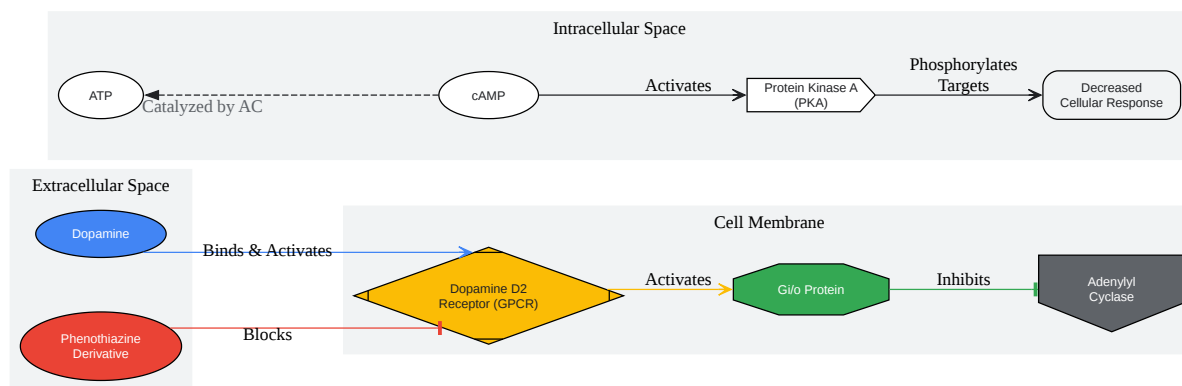 Intracellular Space
ATP
Catalyzed by AC
cAMP
Activates
Protein Kinase A
(PKA)
Phosphorylates
Targets
Decreased
Cellular Response
Extracellular Space
Dopamine
Binds & Activates
Phenothiazine
Derivative
Blocks
Cell Membrane
Dopamine D2
Receptor (GPCR)
Activates
Gi/o Protein
Inhibits
Adenylyl
Cyclase